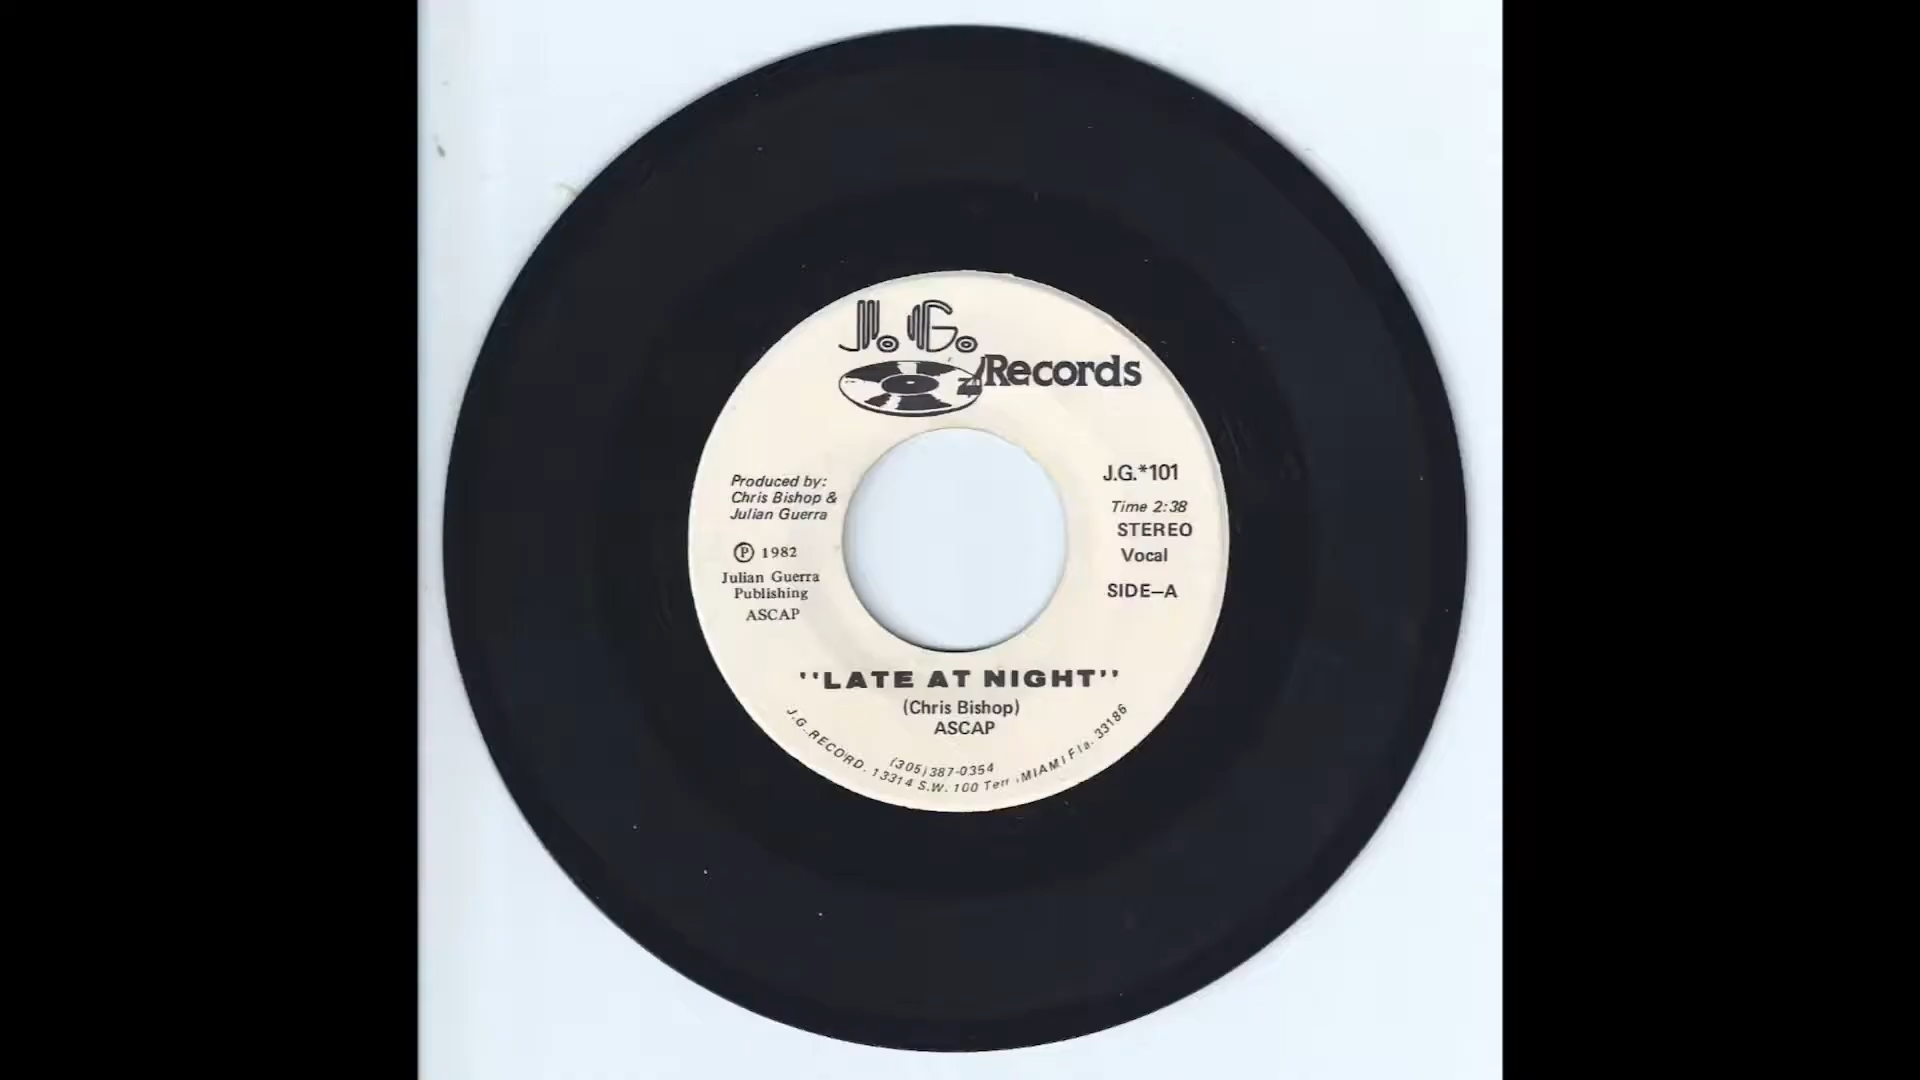 J.G.
Records
Produced by:
Chris Bishop &
Julian Guerra
Ⓟ 1982
Julian Guerra
Publishing
ASCAP
J.G.*101
Time 2:38
STEREO
Vocal
SIDE–A
''LATE AT NIGHT''
(Chris Bishop)
ASCAP
(305)387-0354
J.G. RECORD. 13314 S.W. 100 Terr. MIAMI Fla. 33186